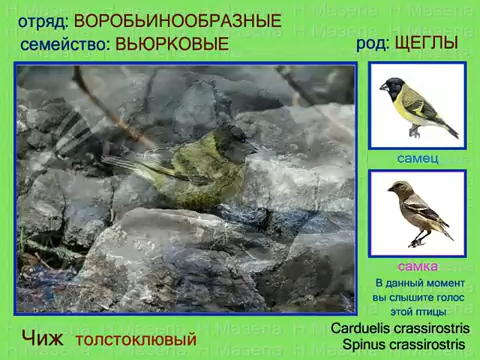 отряд: ВОРОБЬИНООБРАЗНЫЕ
семейство: ВЬЮРКОВЫЕ
род: ЩЕГЛЫ
самец
самка
В данный момент
вы слышите голос
этой птицы
Чиж толстоклювый
Carduelis crassirostris
Spinus crassirostris